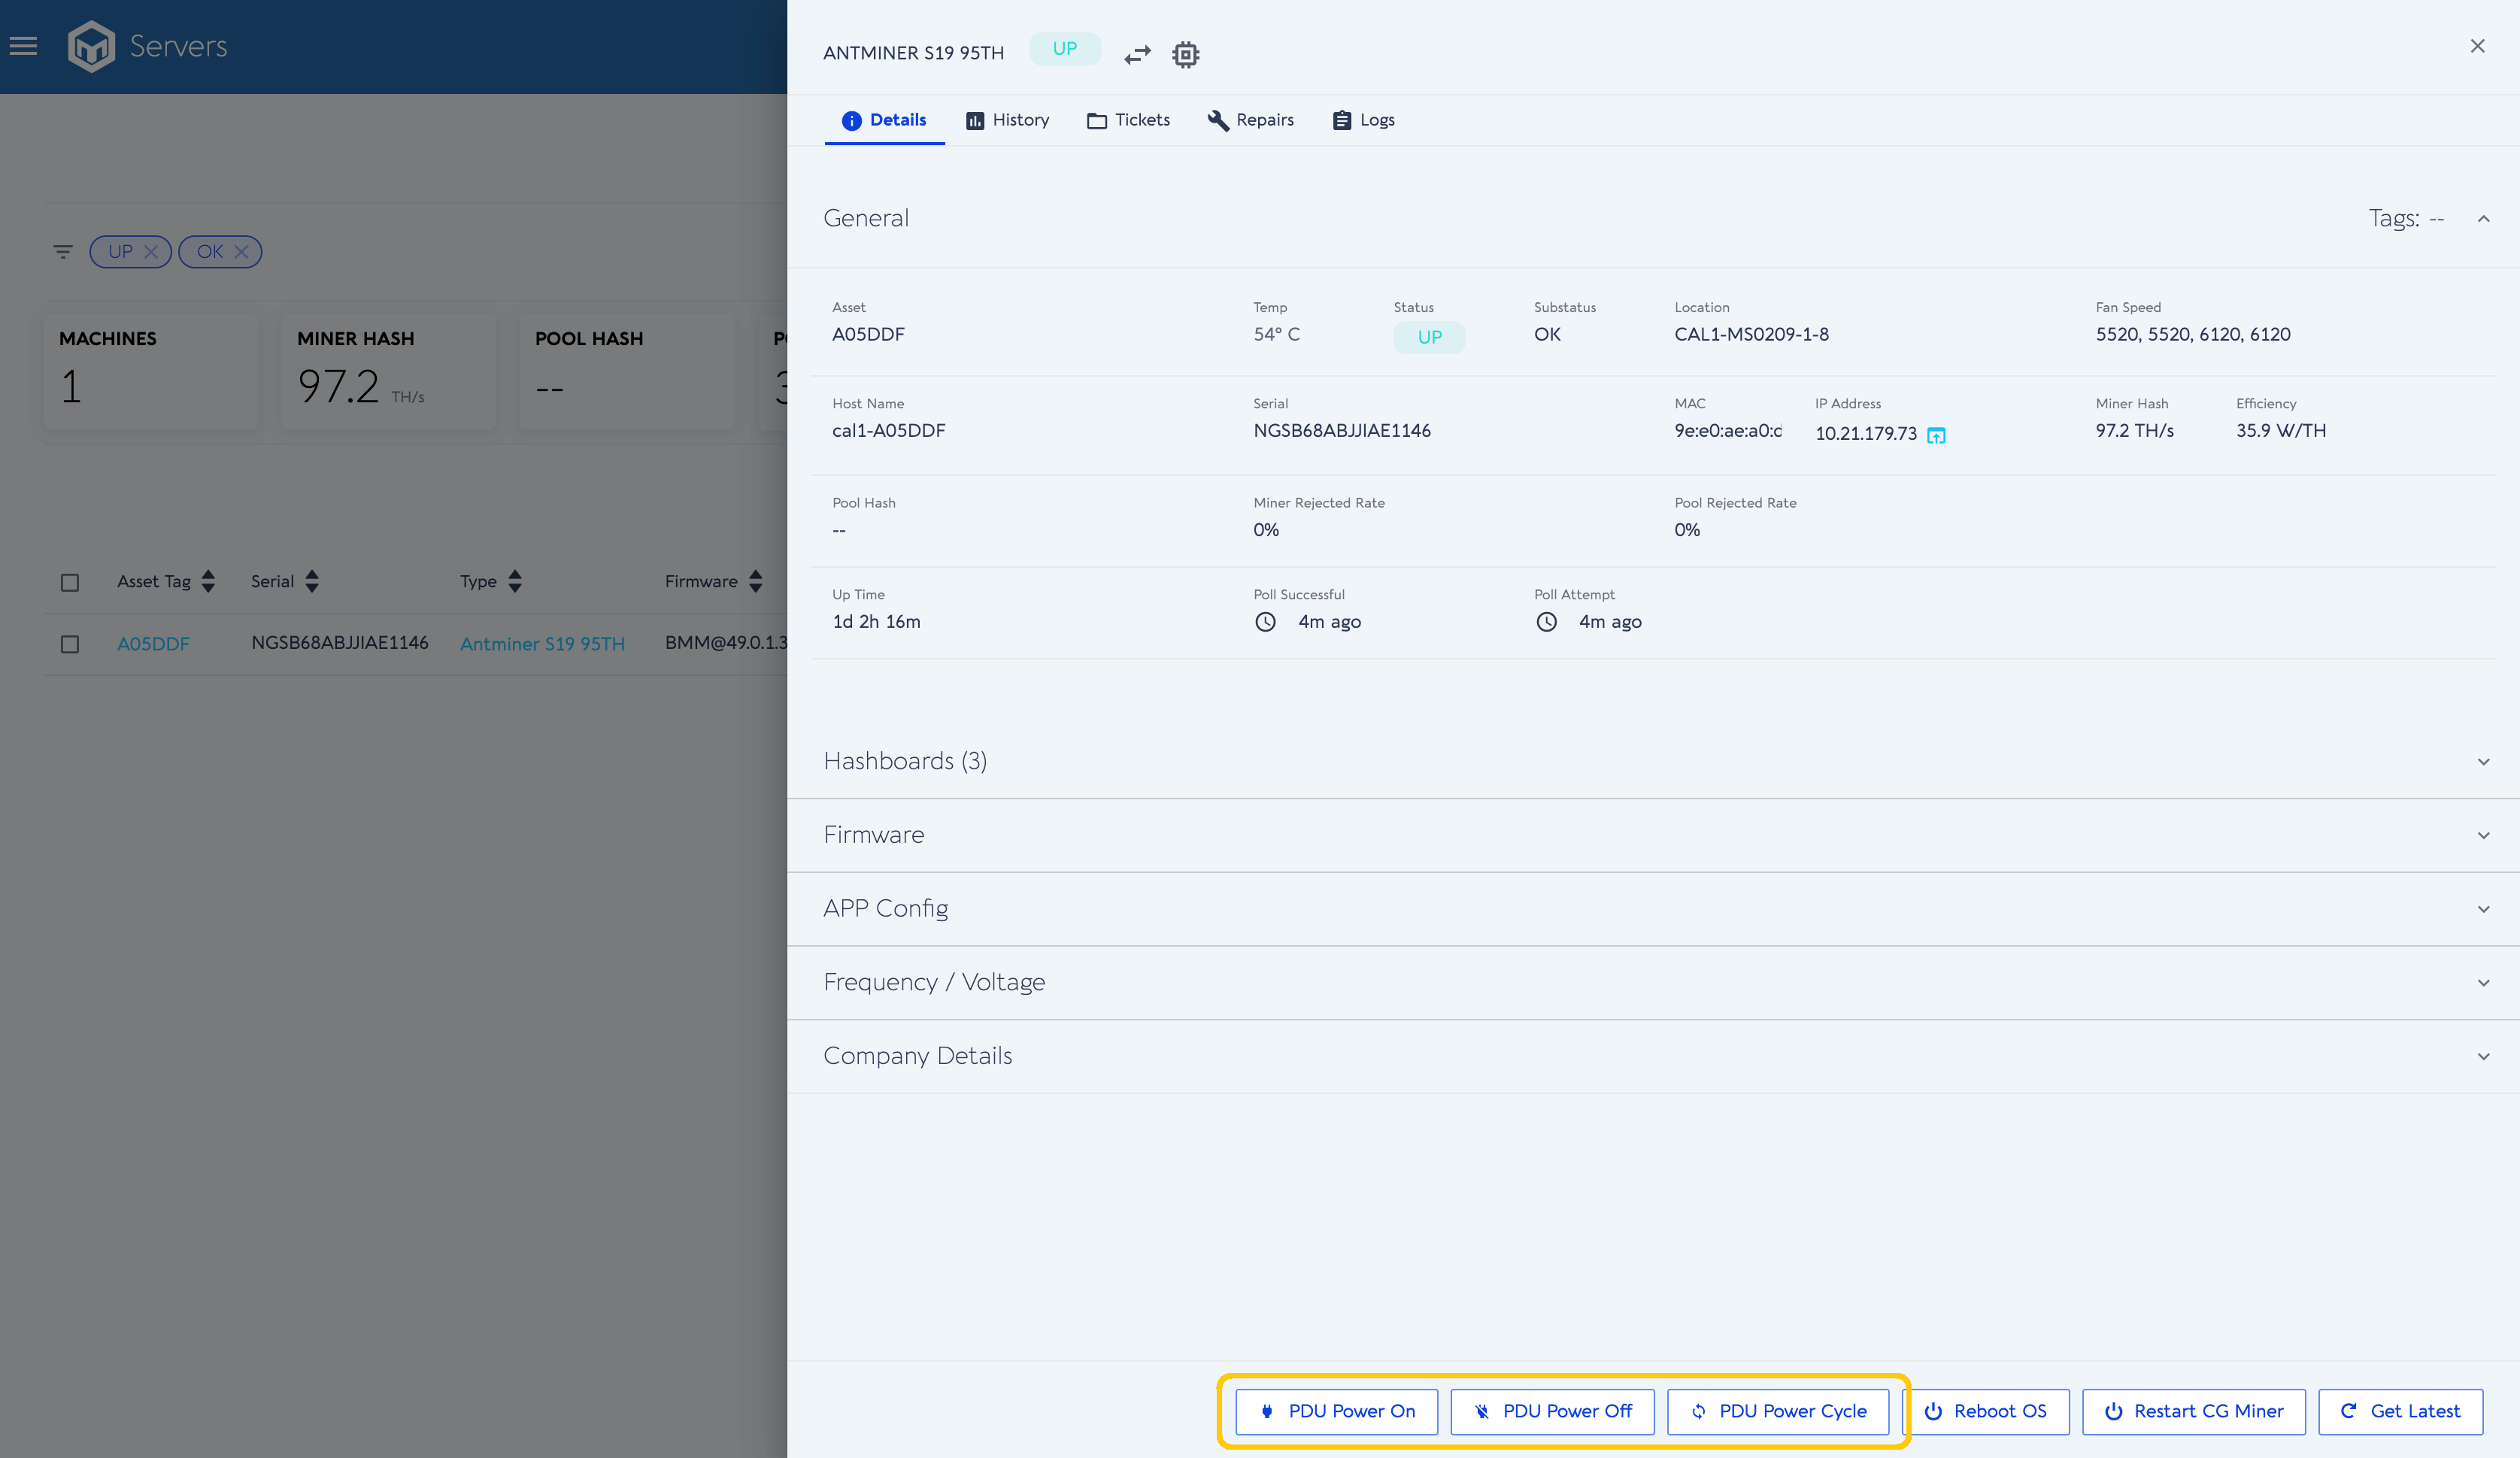 Servers
UP
OK
MACHINES
1
MINER HASH
97.2 TH/s
POOL HASH
--
Asset Tag Serial Type Firmware
A05DDF NGSB68ABJJIAE1146 Antminer S19 95TH BMM@49.0.1.3
ANTMINER S19 95TH UP
Details History Tickets Repairs Logs
General Tags: --
Asset Temp Status Substatus Location Fan Speed
A05DDF 54° C UP OK CAL1-MS0209-1-8 5520, 5520, 6120, 6120
Host Name Serial MAC IP Address Miner Hash Efficiency
cal1-A05DDF NGSB68ABJJIAE1146 9e:e0:ae:a0:d 10.21.179.73 97.2 TH/s 35.9 W/TH
Pool Hash Miner Rejected Rate Pool Rejected Rate
-- 0% 0%
Up Time Poll Successful Poll Attempt
1d 2h 16m 4m ago 4m ago
Hashboards (3)
Firmware
APP Config
Frequency / Voltage
Company Details
PDU Power On PDU Power Off PDU Power Cycle Reboot OS Restart CG Miner Get Latest